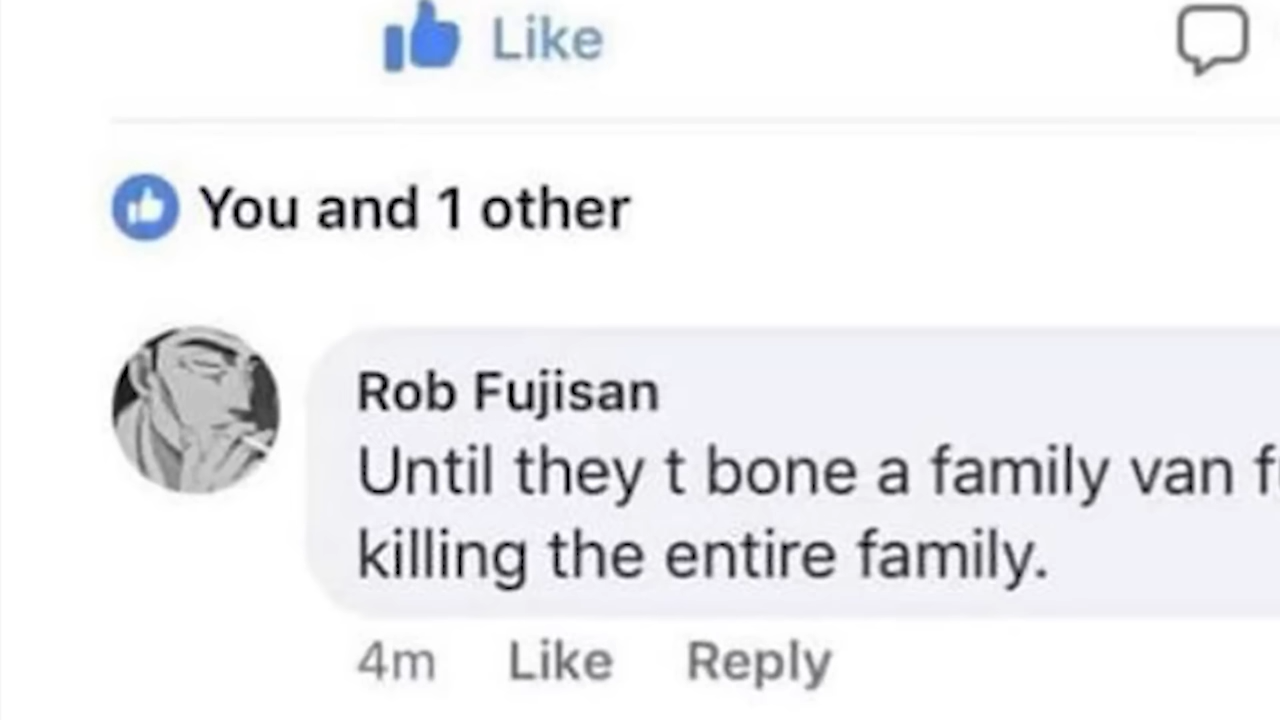 Like
You and 1 other
Rob Fujisan
Until they t bone a family van
killing the entire family.
4m Like Reply